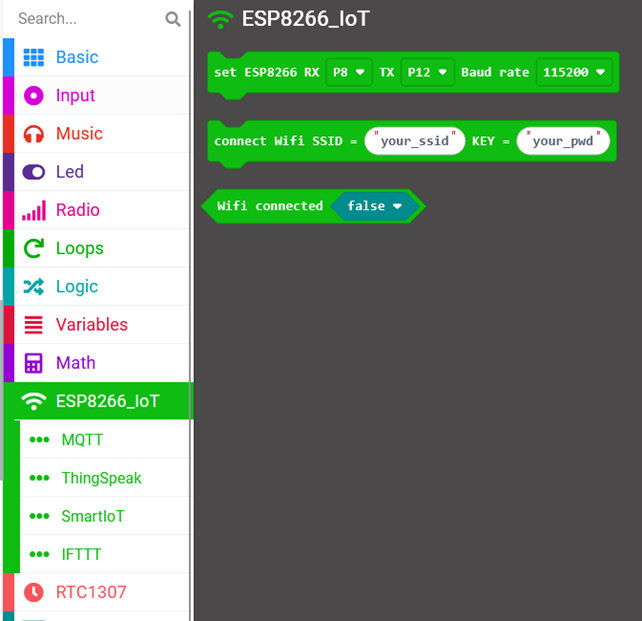 Search...
Basic
Input
Music
Led
Radio
Loops
Logic
Variables
Math
ESP8266_IoT
MQTT
ThingSpeak
SmartIoT
IFTTT
RTC1307
ESP8266_IoT
set ESP8266 RX P8 TX P12 Baud rate 115200
connect Wifi SSID = "your_ssid" KEY = "your_pwd"
Wifi connected false